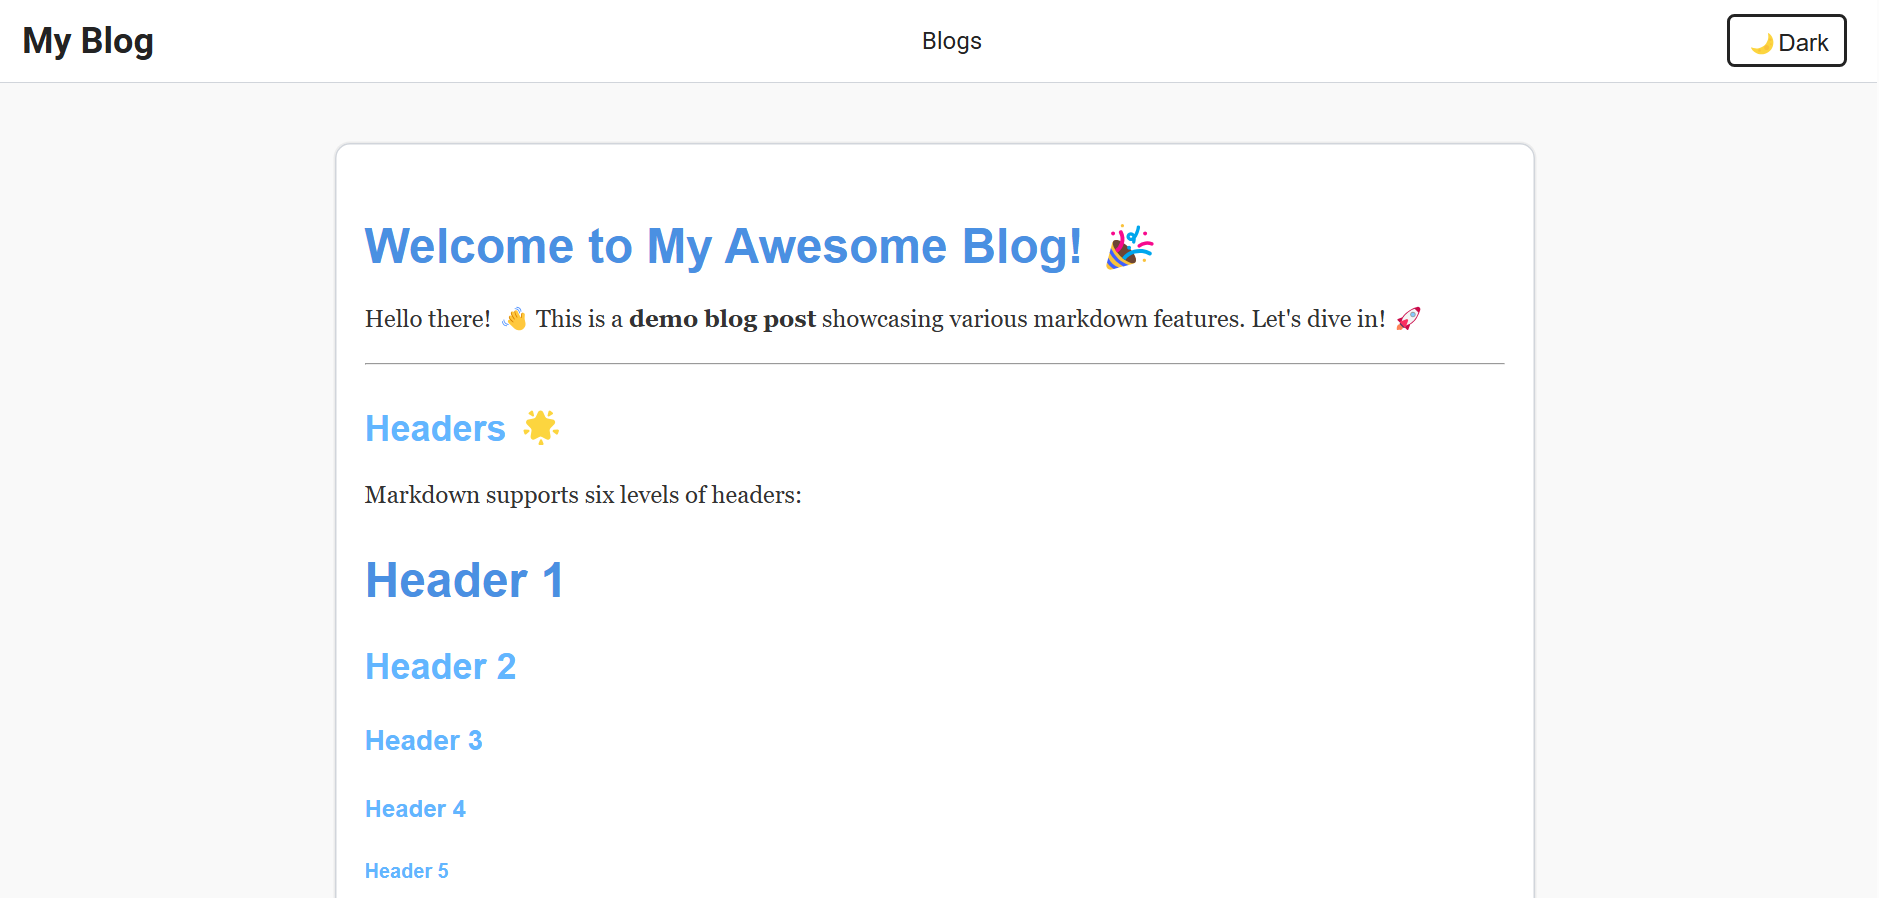 My Blog
Blogs
🌙 Dark
Welcome to My Awesome Blog! 🎉
Hello there! 👋 This is a demo blog post showcasing various markdown features. Let's dive in! 🚀
Headers 🌟
Markdown supports six levels of headers:
Header 1
Header 2
Header 3
Header 4
Header 5